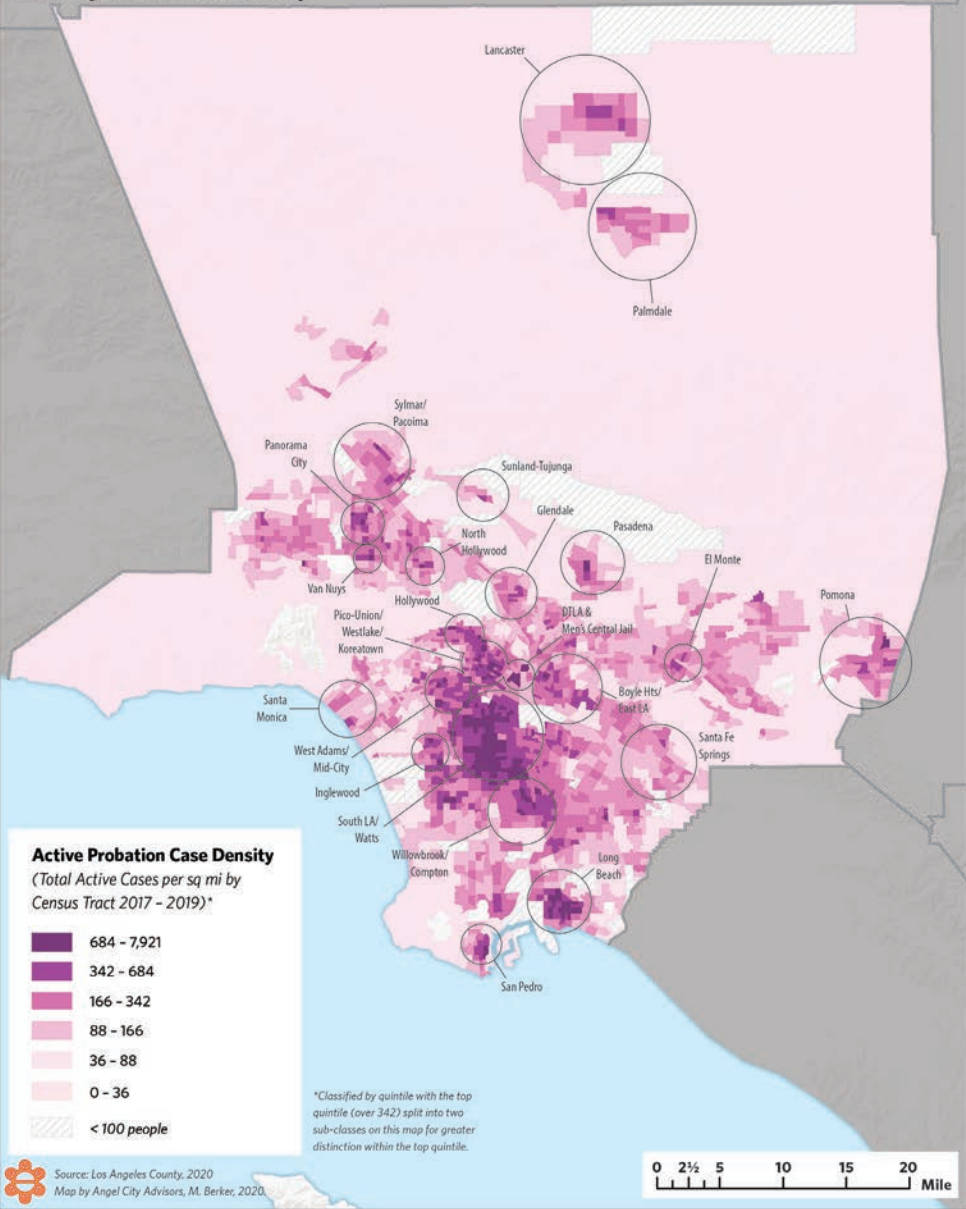 Lancaster
Palmdale
Sylmar/
Pacoima
Panorama
City
Sunland-Tujunga
Glendale
Pasadena
North
Hollywood
El Monte
Van Nuys
Hollywood
Pomona
Pico-Union/
Westlake/
Koreatown
DTLA &
Men's Central Jail
Santa
Monica
Boyle Hts/
East LA
West Adams/
Mid-City
Santa Fe
Springs
Inglewood
South LA/
Watts
Willowbrook/
Compton
Long
Beach
San Pedro
Active Probation Case Density
(Total Active Cases per sq mi by
Census Tract 2017 – 2019)*
684 – 7,921
342 – 684
166 – 342
88 – 166
36 – 88
0 – 36
< 100 people
*Classified by quintile with the top
quintile (over 342) split into two
sub-classes on this map for greater
distinction within the top quintile.
Source: Los Angeles County, 2020
Map by Angel City Advisors, M. Berker, 2020.
0 2½ 5 10 15 20
Mile